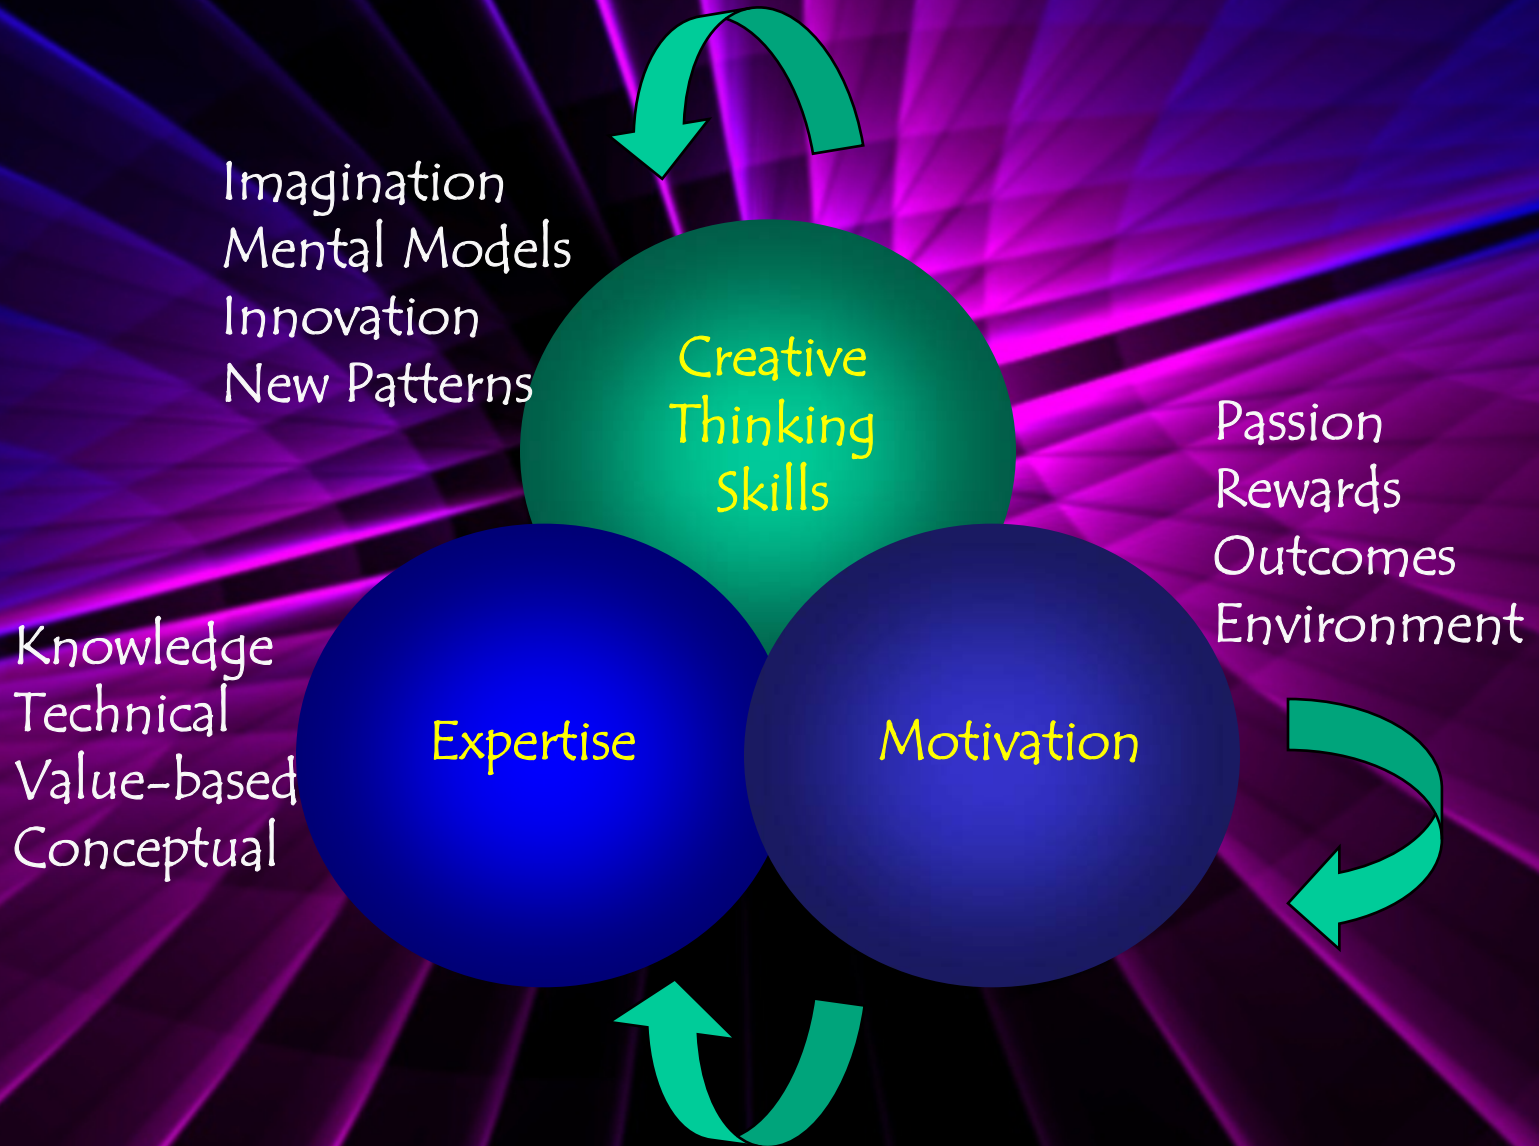 Imagination
Mental Models
Innovation
New Patterns
Creative
Thinking
Skills
Passion
Rewards
Outcomes
Environment
Knowledge
Technical
Value-based
Conceptual
Expertise
Motivation